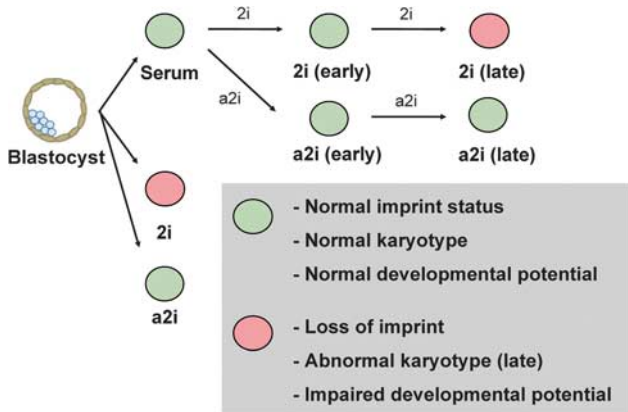 2i
2i
Serum
2i (early)
2i (late)
a2i
a2i
Blastocyst
a2i (early)
a2i (late)
2i
a2i
- Normal imprint status
- Normal karyotype
- Normal developmental potential
- Loss of imprint
- Abnormal karyotype (late)
- Impaired developmental potential